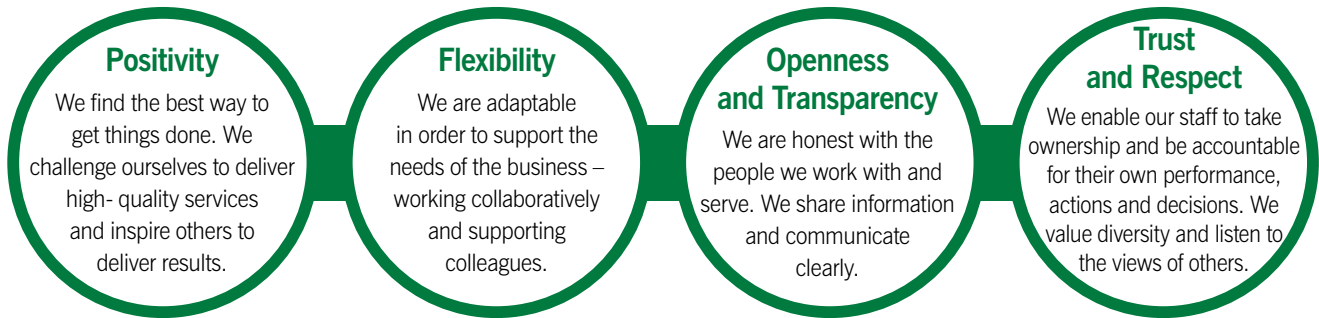 Positivity
We find the best way to
get things done. We
challenge ourselves to deliver
high- quality services
and inspire others to
deliver results.
Flexibility
We are adaptable
in order to support the
needs of the business –
working collaboratively
and supporting
colleagues.
Openness
and Transparency
We are honest with the
people we work with and
serve. We share information
and communicate
clearly.
Trust
and Respect
We enable our staff to take
ownership and be accountable
for their own performance,
actions and decisions. We
value diversity and listen to
the views of others.